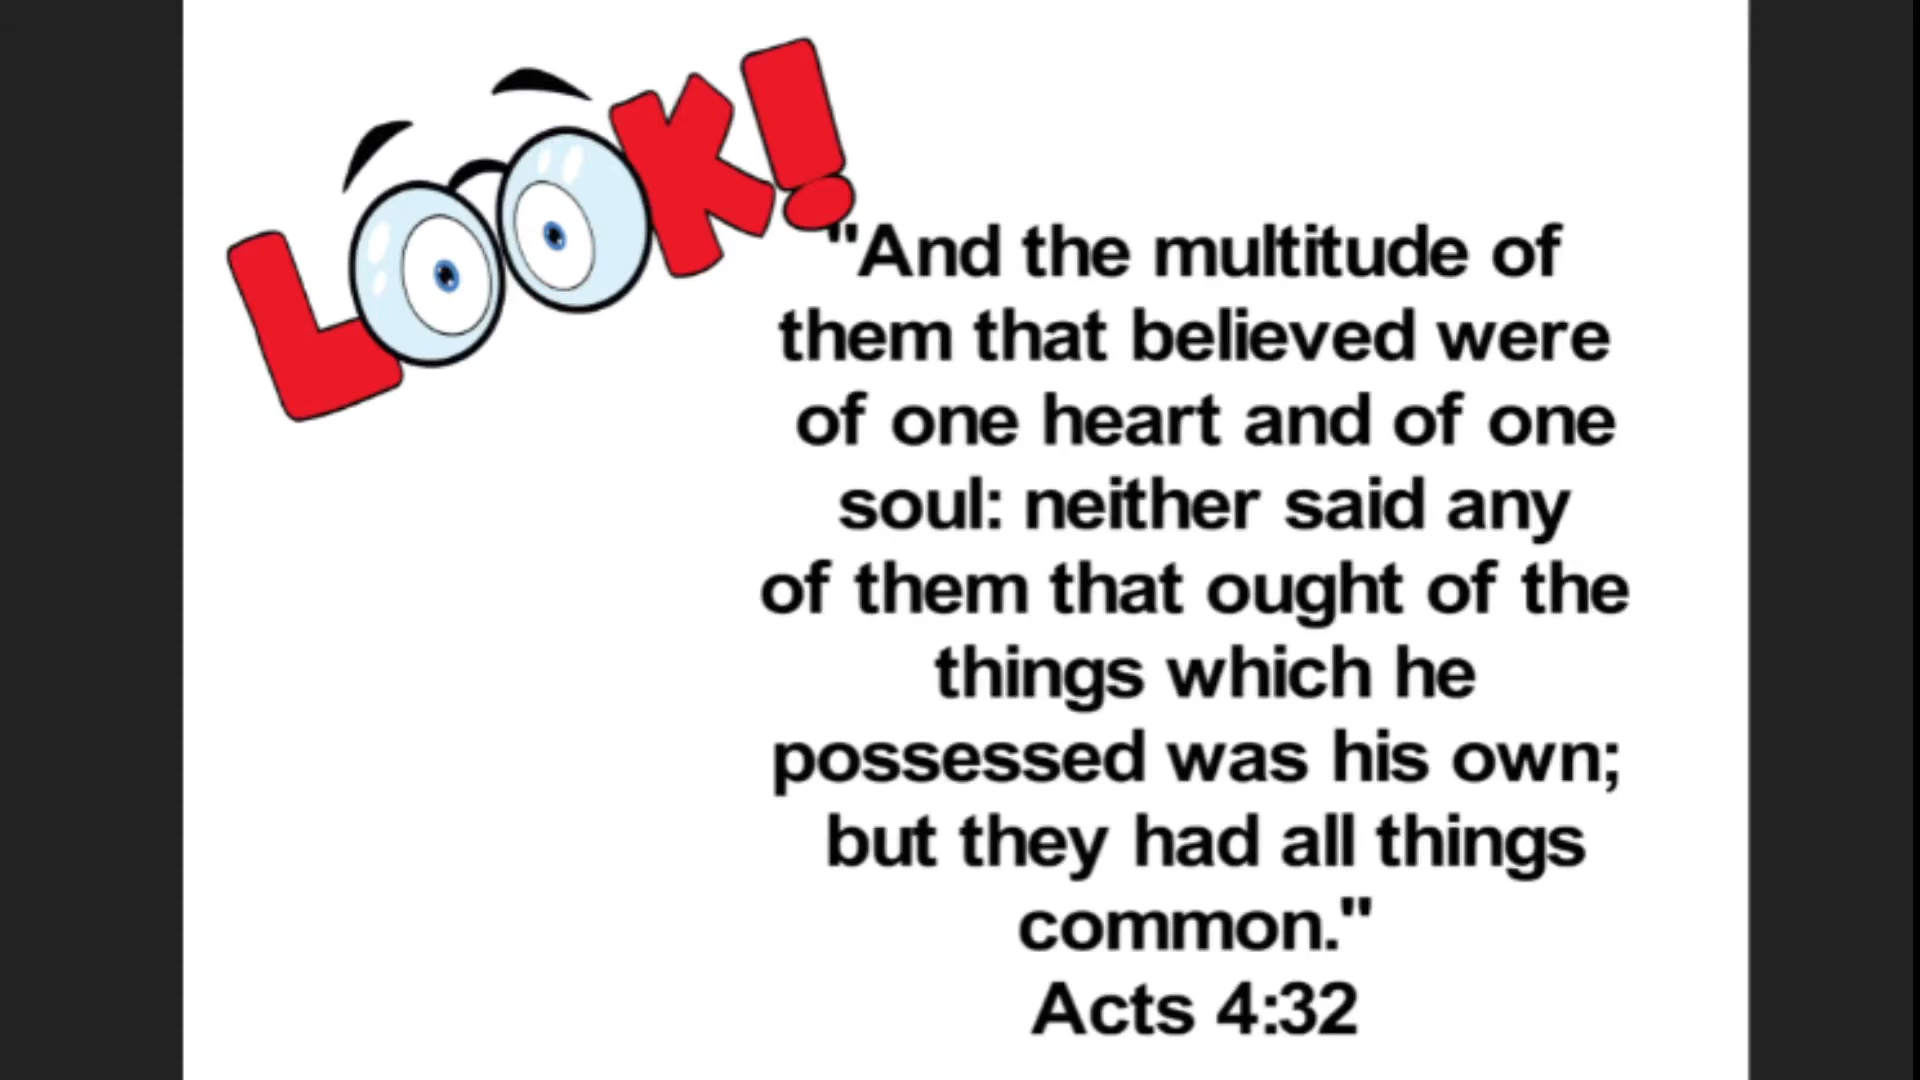 LOOK!
"And the multitude of
them that believed were
of one heart and of one
soul: neither said any
of them that ought of the
things which he
possessed was his own;
but they had all things
common."
Acts 4:32